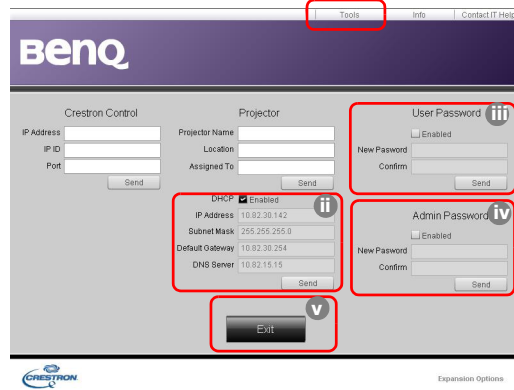 Tools Info Contact IT Help
BenQ
Crestron Control
IP Address
IP ID
Port
Send
Projector
Projector Name
Location
Assigned To
Send
DHCP Enabled
ii
IP Address 10.82.30.142
Subnet Mask 255.255.255.0
Default Gateway 10.82.30.254
DNS Server 10.82.15.15
Send
User Password
iii
Enabled
New Pasword
Confirm
Send
Admin Password
iv
Enabled
New Pasword
Confirm
Send
v
Exit
CRESTRON
Expansion Options